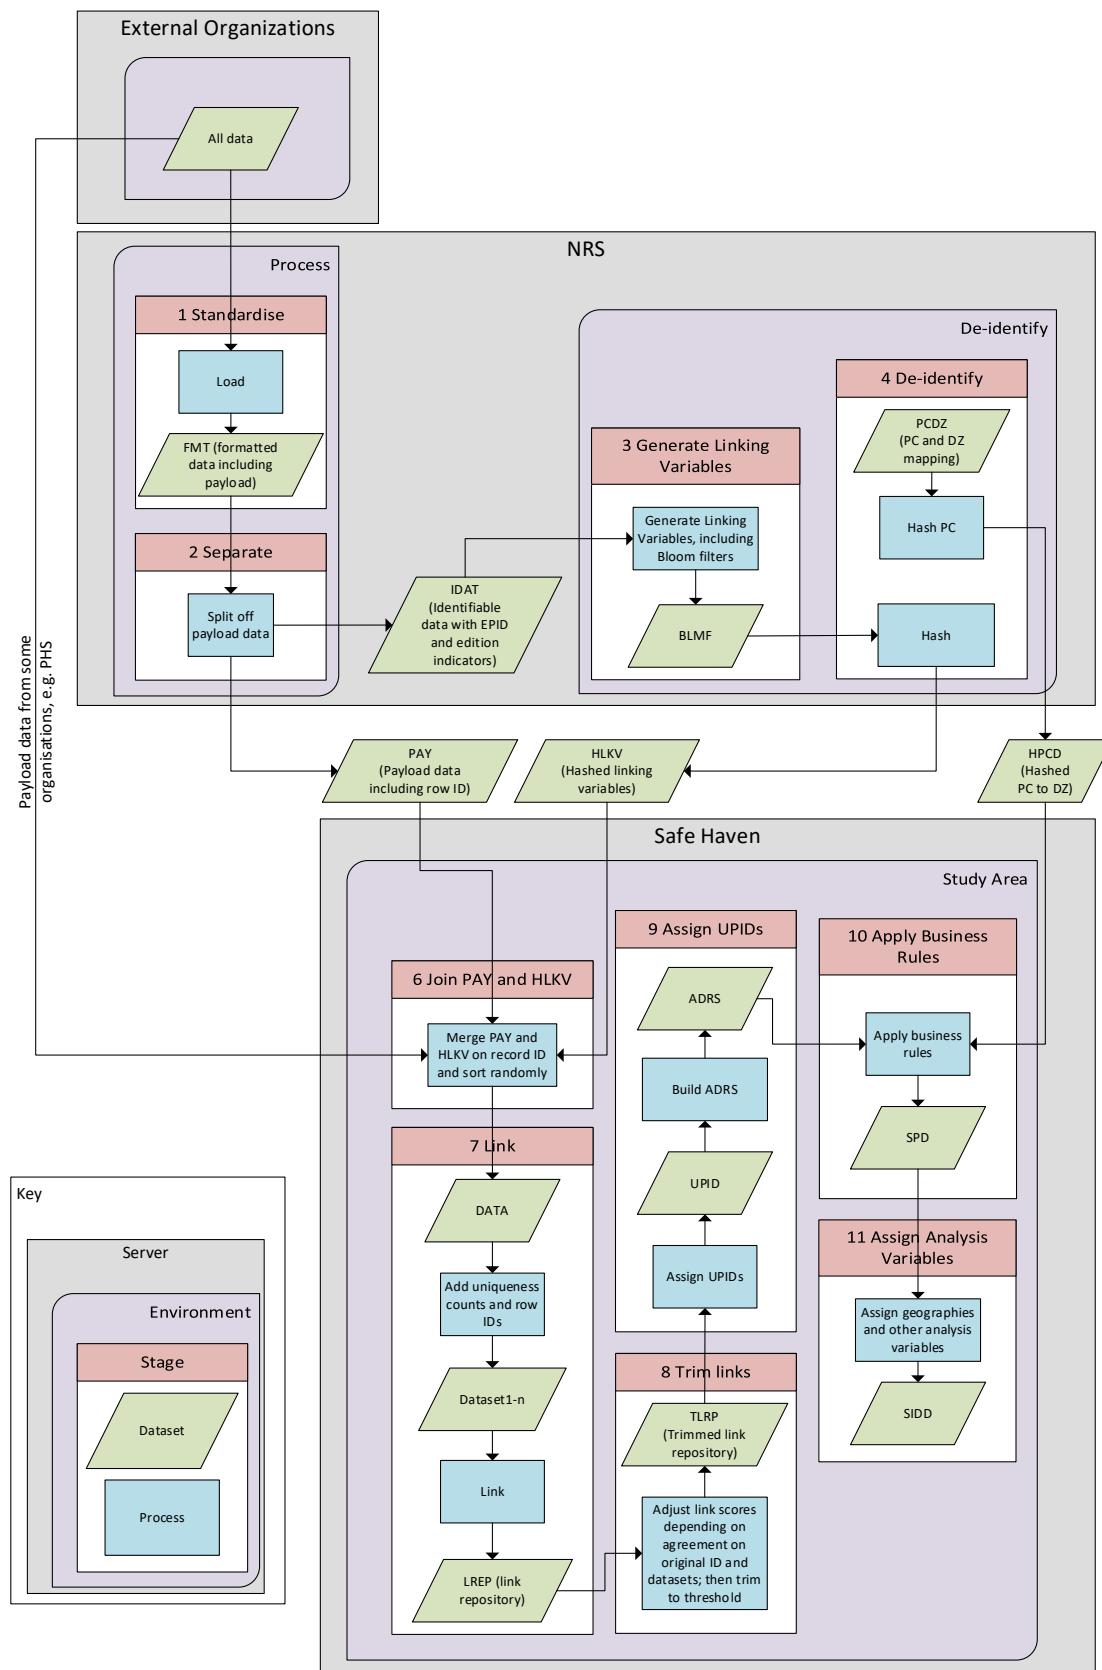 External Organizations
All data
NRS
Process
1 Standardise
Load
FMT (formatted
data including
payload)
2 Separate
Split off
payload data
IDAT
(Identifiable
data with EPID
and edition
indicators)
De-identify
3 Generate Linking
Variables
Generate Linking
Variables, including
Bloom filters
BLMF
4 De-identify
PCDZ
(PC and DZ
mapping)
Hash PC
Hash
Payload data from some
organisations, e.g. PHS
PAY
(Payload data
including row ID)
HLKV
(Hashed linking
variables)
HPCD
(Hashed
PC to DZ)
Safe Haven
Study Area
6 Join PAY and HLKV
Merge PAY and
HLKV on record ID
and sort randomly
7 Link
DATA
Add uniqueness
counts and row
IDs
Dataset1-n
Link
LREP (link
repository)
9 Assign UPIDs
ADRS
Build ADRS
UPID
Assign UPIDs
8 Trim links
TLRP
(Trimmed link
repository)
Adjust link scores
depending on
agreement on
original ID and
datasets; then trim
to threshold
10 Apply Business
Rules
Apply business
rules
SPD
11 Assign Analysis
Variables
Assign geographies
and other analysis
variables
SIDD
Key
Server
Environment
Stage
Dataset
Process